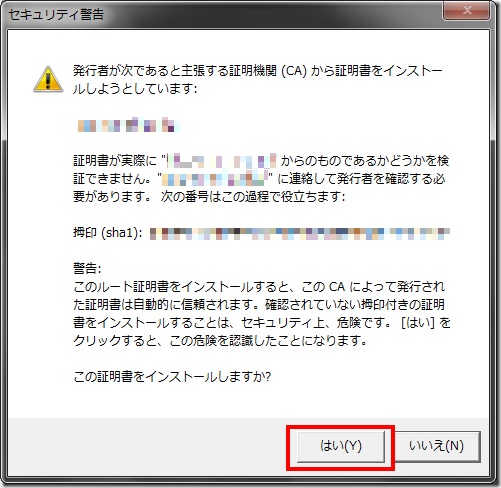 セキュリティ警告
発行者が次であると主張する証明機関 (CA) から証明書をインストー
ルしようとしています:
証明書が実際に " からのものであるかどうかを検
証できません。" " に連絡して発行者を確認する必
要があります。 次の番号はこの過程で役立ちます:
拇印 (sha1):
警告:
このルート証明書をインストールすると、この CA によって発行され
た証明書は自動的に信頼されます。確認されていない拇印付きの証明
書をインストールすることは、セキュリティ上、危険です。 [はい] を
クリックすると、この危険を認識したことになります。
この証明書をインストールしますか?
はい(Y) いいえ(N)